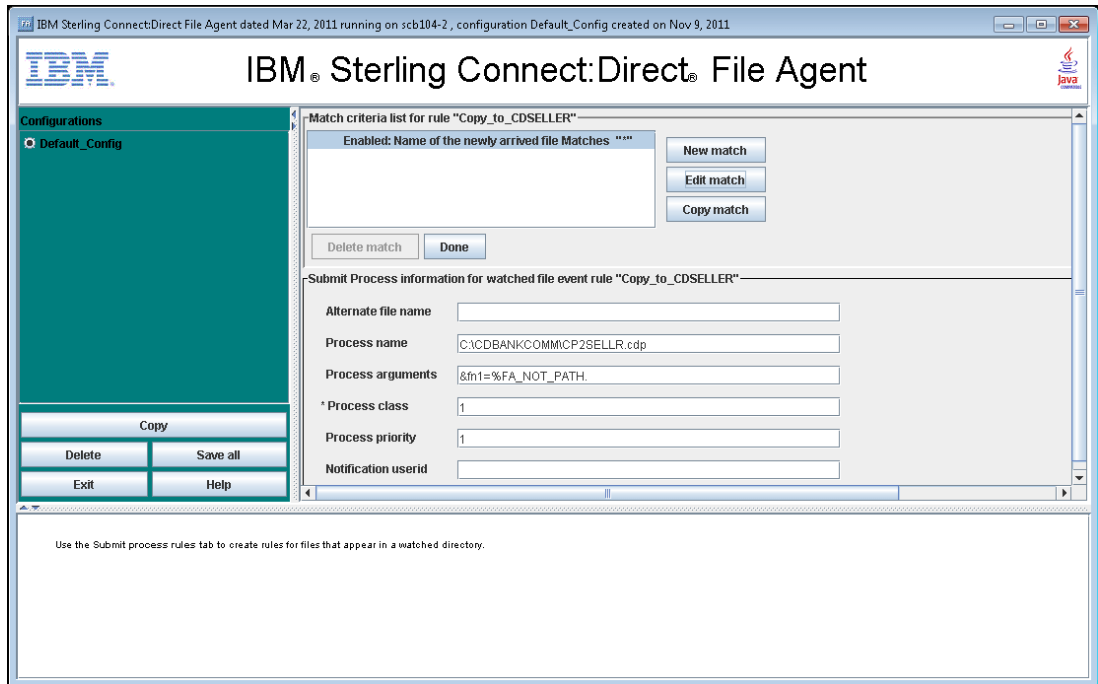 IBM Sterling Connect:Direct File Agent dated Mar 22, 2011 running on scb104-2 , configuration Default_Config created on Nov 9, 2011
IBM
IBM® Sterling Connect:Direct® File Agent
Java
COMPATIBLE
Configurations
Default_Config
Match criteria list for rule "Copy_to_CDSELLER"
Enabled: Name of the newly arrived file Matches "*"
New match
Edit match
Copy match
Delete match
Done
Submit Process information for watched file event rule "Copy_to_CDSELLER"
Alternate file name
Process name
C:\CDBANKCOMM\CP2SELLR.cdp
Process arguments
&fn1=%FA_NOT_PATH.
* Process class
1
Process priority
1
Notification userid
Copy
Delete
Save all
Exit
Help
Use the Submit process rules tab to create rules for files that appear in a watched directory.